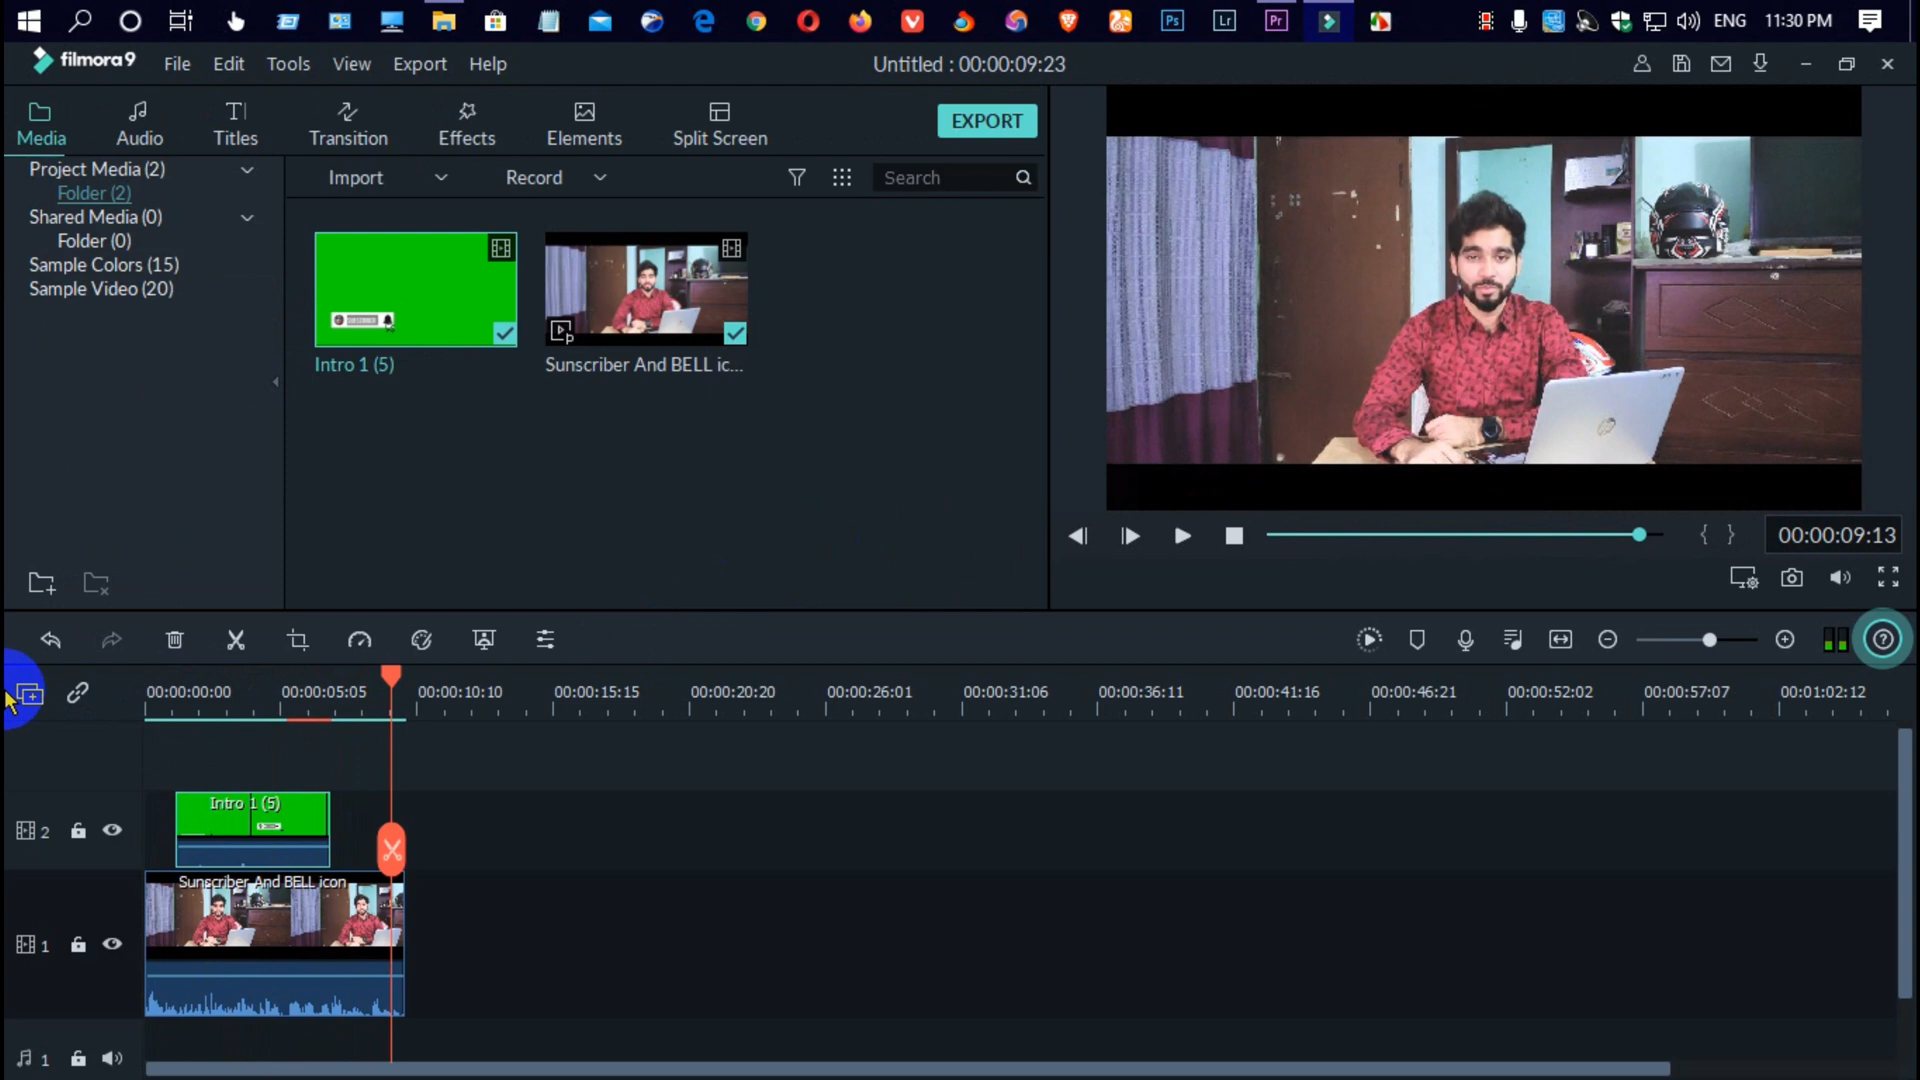 Ps
Lr
Pr
ENG
11:30 PM
filmora9
File
Edit
Tools
View
Export
Help
Untitled : 00:00:09:23
Media
Audio
Titles
Transition
Effects
Elements
Split Screen
EXPORT
Project Media (2)
Folder (2)
Shared Media (0)
Folder (0)
Sample Colors (15)
Sample Video (20)
Import
Record
Search
SUBSCRIBED
Intro 1 (5)
Sunscriber And BELL ic...
00:00:09:13
00:00:00:00
00:00:05:05
00:00:10:10
00:00:15:15
00:00:20:20
00:00:26:01
00:00:31:06
00:00:36:11
00:00:41:16
00:00:46:21
00:00:52:02
00:00:57:07
00:01:02:12
2
Intro 1 (5)
1
Sunscriber And BELL icon
1